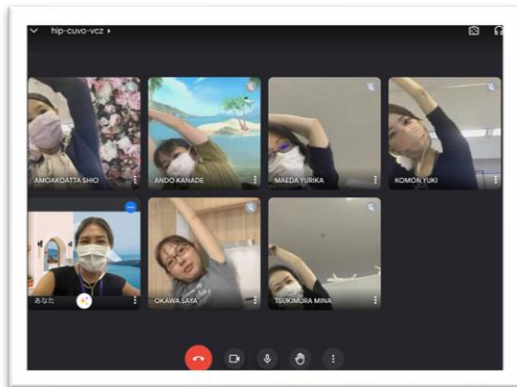 hip-cuvo-vcz
AMOAKOATTA SHIO
ANDO KANADE
MAEDA YURIKA
KOMON YUKI
あなた
OKAWA SAYA
TSUKIMURA MINA